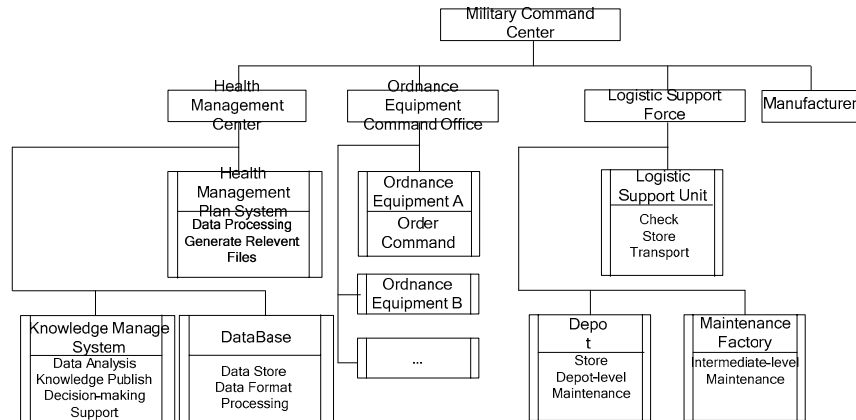 Military Command
Center
Health
Management
Center
Ordnance
Equipment
Command Office
Logistic Support
Force
Manufacturer
Health
Management
Plan System
Data Processing
Generate Relevent
Files
Ordnance
Equipment A
Order
Command
Logistic
Support Unit
Check
Store
Transport
Ordnance
Equipment B
...
Knowledge Manage
System
Data Analysis
Knowledge Publish
Decision-making
Support
DataBase
Data Store
Data Format
Processing
Depo
t
Store
Depot-level
Maintenance
Maintenance
Factory
Intermediate-level
Maintenance